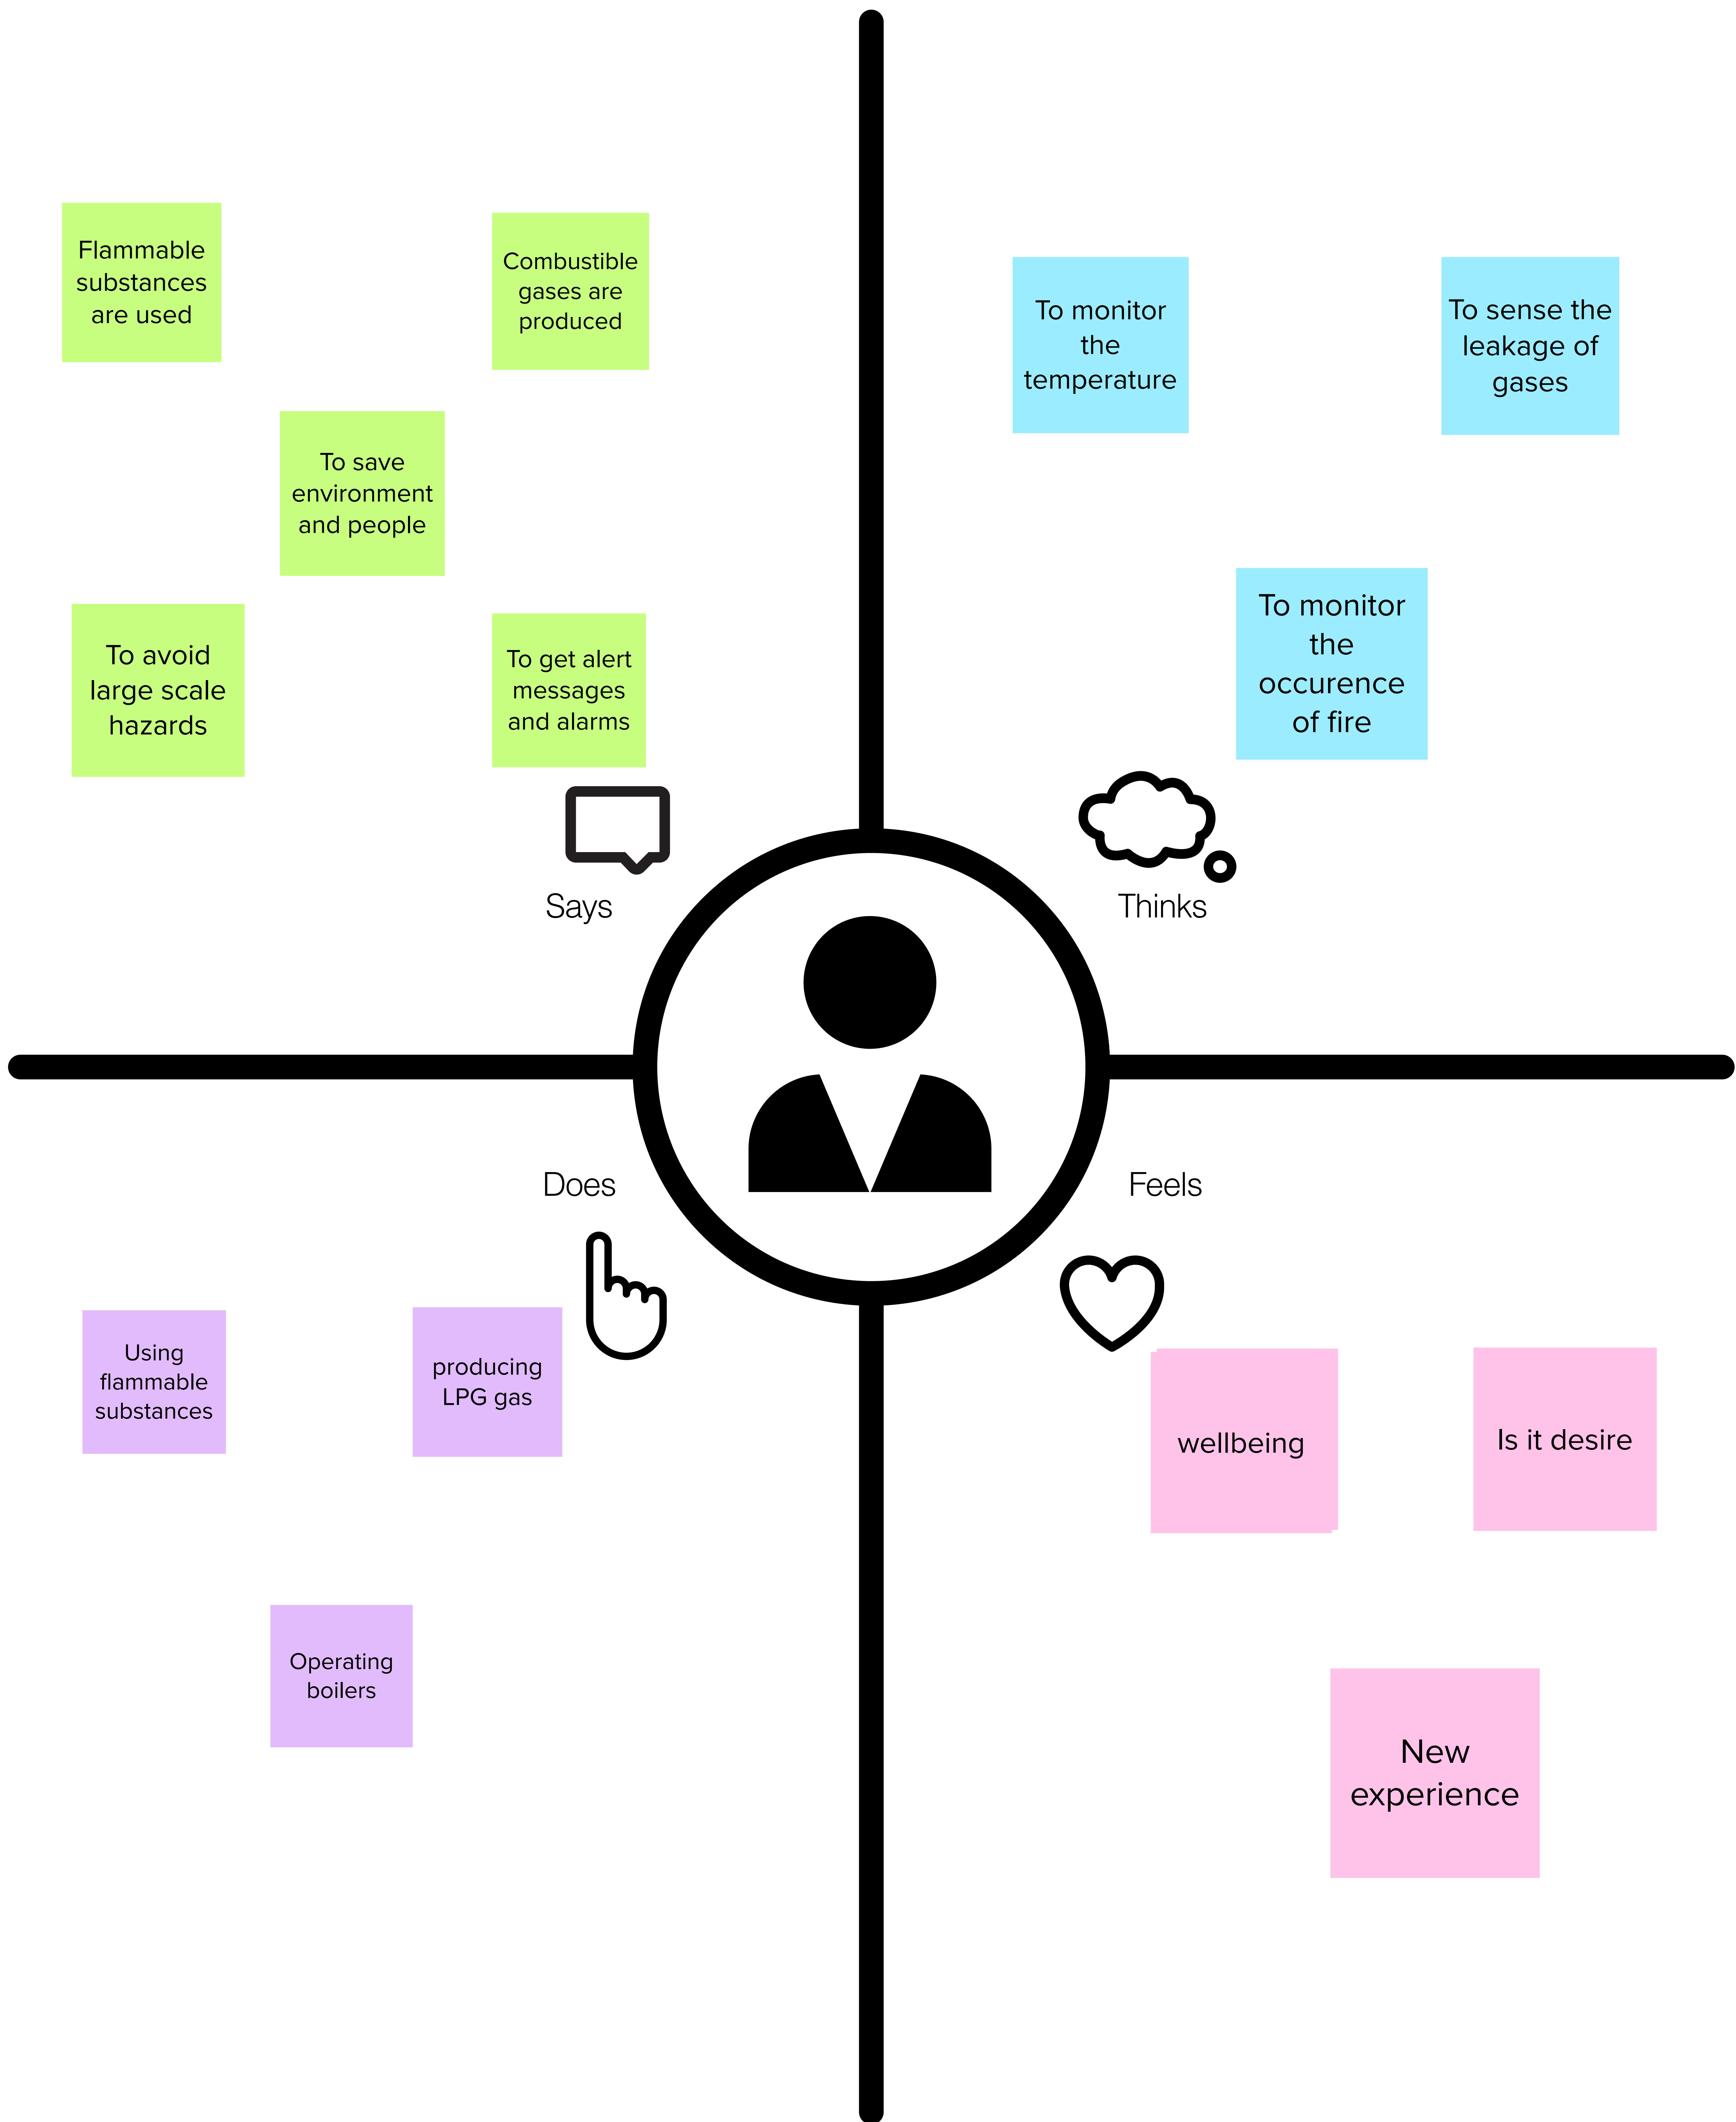 Flammable
substances
are used
Combustible
gases are
produced
To save
environment
and people
To avoid
large scale
hazards
To get alert
messages
and alarms
Says
To monitor
the
temperature
To sense the
leakage of
gases
To monitor
the
occurence
of fire
Thinks
Does
Using
flammable
substances
producing
LPG gas
Operating
boilers
Feels
wellbeing
Is it desire
New
experience